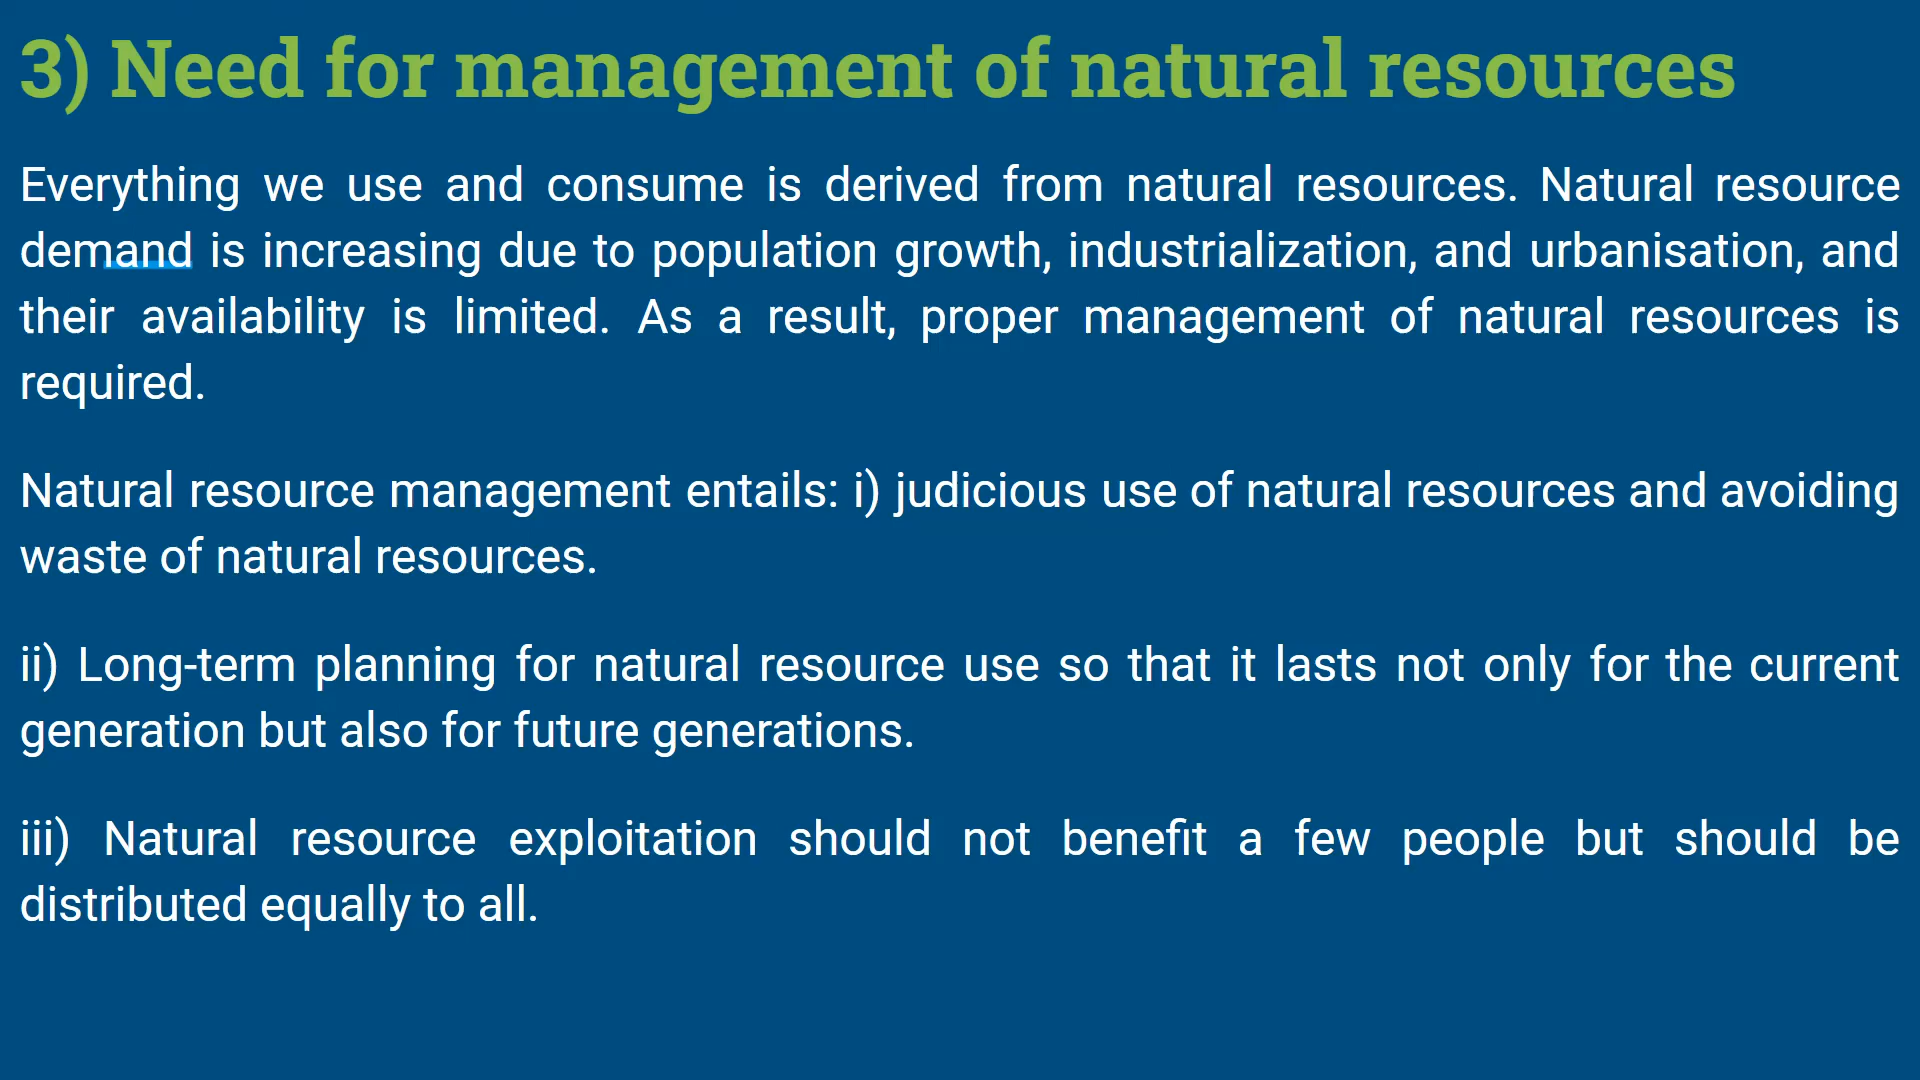 3) Need for management of natural resources
Everything we use and consume is derived from natural resources. Natural resource
demand is increasing due to population growth, industrialization, and urbanisation, and
their availability is limited. As a result, proper management of natural resources is
required.
Natural resource management entails: i) judicious use of natural resources and avoiding
waste of natural resources.
ii) Long-term planning for natural resource use so that it lasts not only for the current
generation but also for future generations.
iii) Natural resource exploitation should not benefit a few people but should be
distributed equally to all.